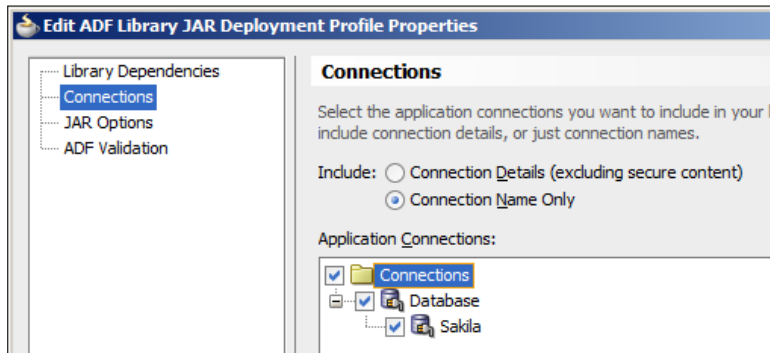 Edit ADF Library JAR Deployment Profile Properties
Library Dependencies
Connections
JAR Options
ADF Validation
Connections
Select the application connections you want to include in your
include connection details, or just connection names.
Include:
Connection Details (excluding secure content)
Connection Name Only
Application Connections:
Connections
Database
Sakila